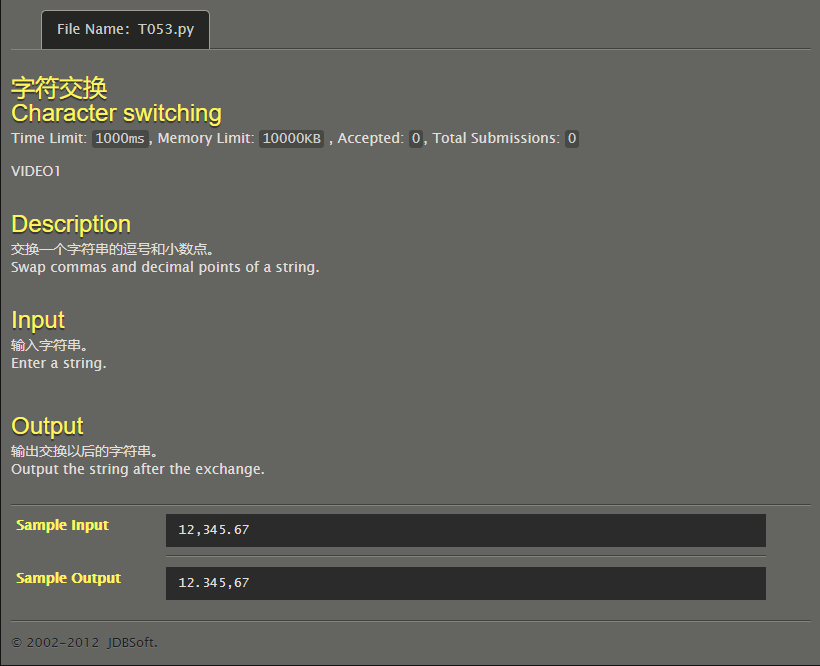 File Name: T053.py
字符交换
Character switching
Time Limit: 1000ms, Memory Limit: 10000KB , Accepted: 0, Total Submissions: 0
VIDEO1
Description
交换一个字符串的逗号和小数点。
Swap commas and decimal points of a string.
Input
输入字符串。
Enter a string.
Output
输出交换以后的字符串。
Output the string after the exchange.
Sample Input
12,345.67
Sample Output
12.345,67
© 2002-2012 JDBSoft.